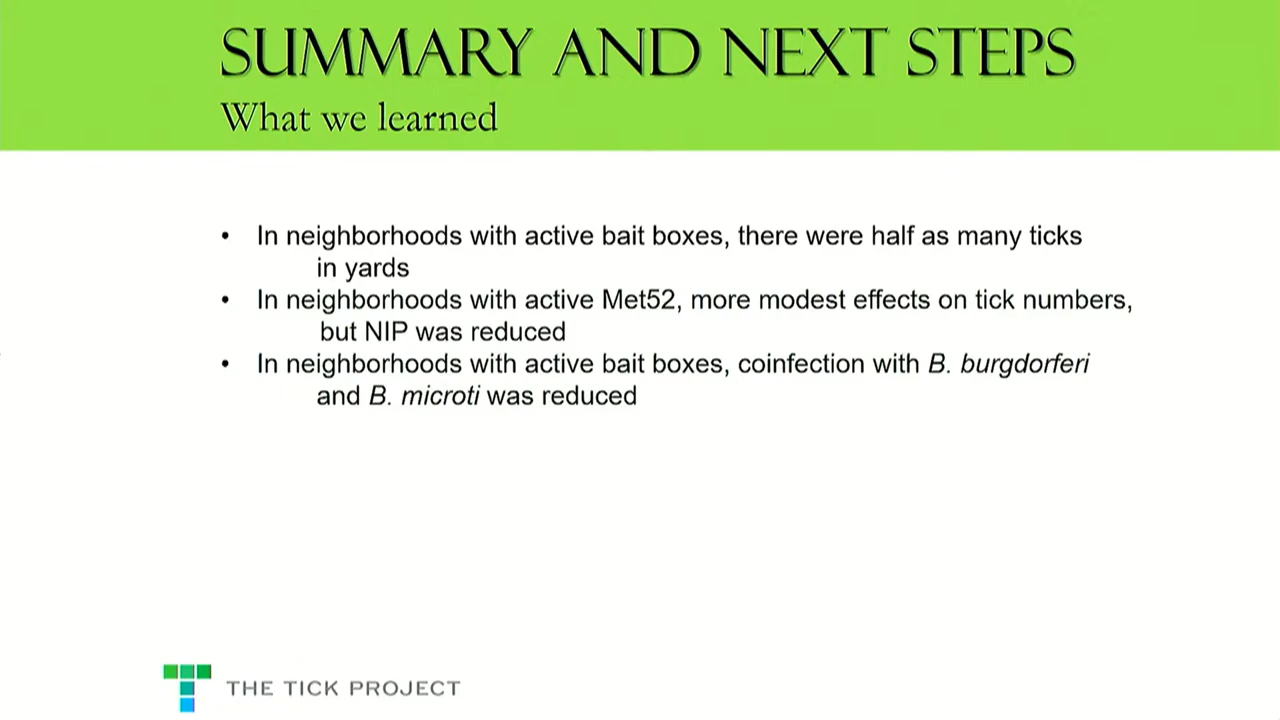 SUMMARY AND NEXT STEPS
What we learned
• In neighborhoods with active bait boxes, there were half as many ticks
in yards
• In neighborhoods with active Met52, more modest effects on tick numbers,
but NIP was reduced
• In neighborhoods with active bait boxes, coinfection with B. burgdorferi
and B. microti was reduced
THE TICK PROJECT